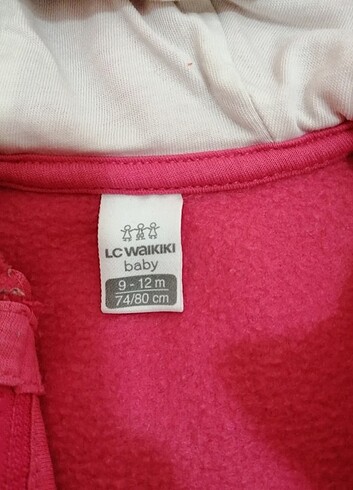 LC WAIKIKI
baby
9 - 12 m
74/80 cm